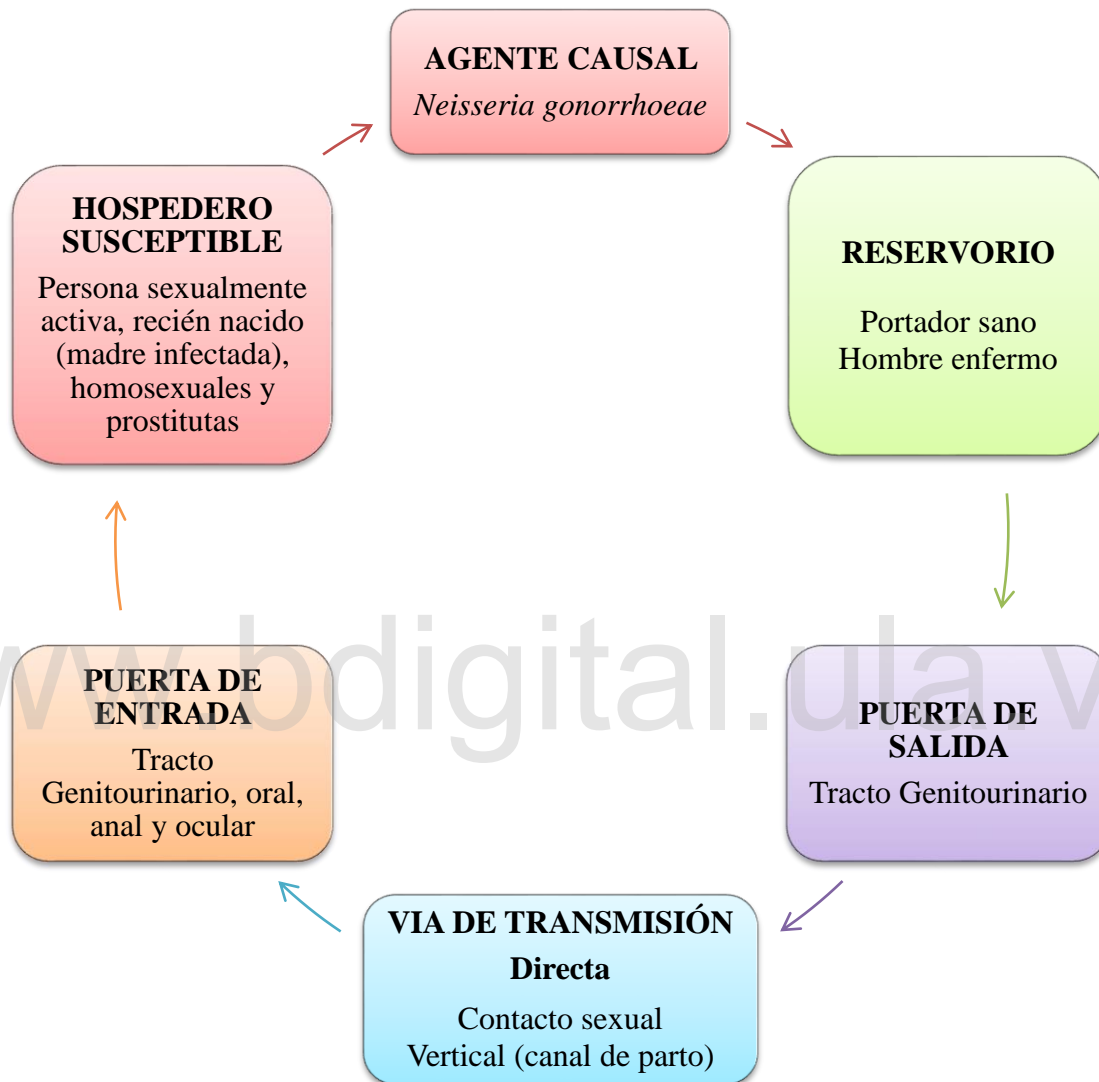 AGENTE CAUSAL
Neisseria gonorrhoeae
HOSPEDERO
SUSCEPTIBLE
Persona sexualmente
activa, recién nacido
(madre infectada),
homosexuales y
prostitutas
RESERVORIO
Portador sano
Hombre enfermo
PUERTA DE
ENTRADA
Tracto
Genitourinario, oral,
anal y ocular
PUERTA DE
SALIDA
Tracto Genitourinario
VIA DE TRANSMISIÓN
Directa
Contacto sexual
Vertical (canal de parto)
www.bdigital.ula.v